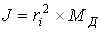 J = r_i^2 × M_Д